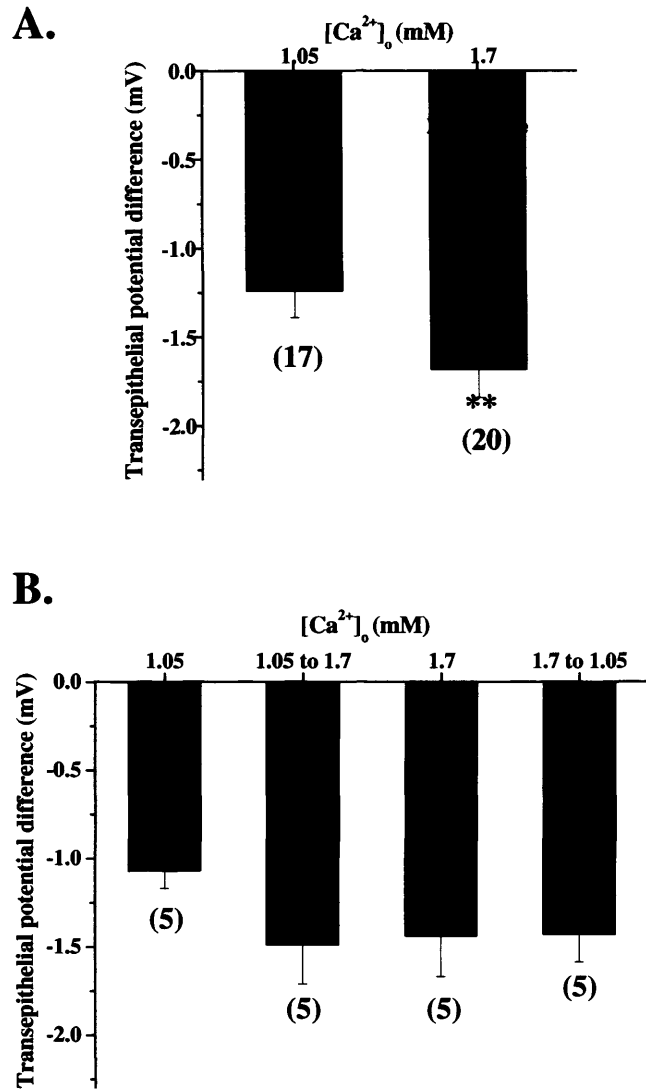 A.
[Ca²⁺]ₒ (mM)
1.05 1.7
Transepithelial potential difference (mV)
0.0
-0.5
-1.0
-1.5
-2.0
(17)
**
(20)
B.
[Ca²⁺]ₒ (mM)
1.05 1.05 to 1.7 1.7 1.7 to 1.05
Transepithelial potential difference (mV)
0.0
-0.5
-1.0
-1.5
-2.0
(5)
(5)
(5)
(5)